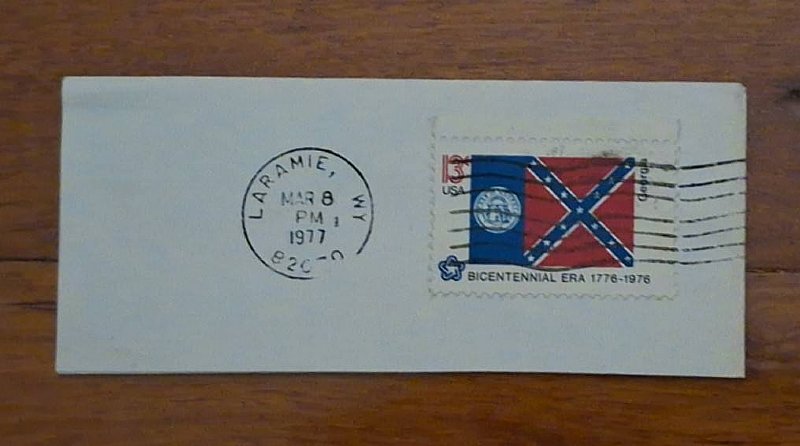 LARAMIE, WY
MAR 8
PM
1977
13c
USA
Georgia
BICENTENNIAL ERA 1776-1976